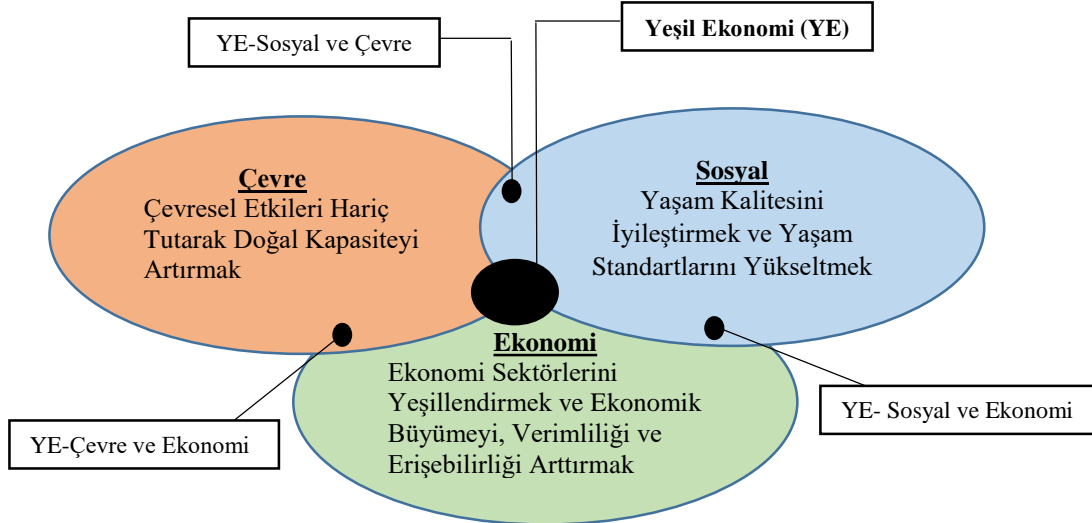 YE-Sosyal ve Çevre
Yeşil Ekonomi (YE)
Çevre
Çevresel Etkileri Hariç
Tutarak Doğal Kapasiteyi
Artırmak
Sosyal
Yaşam Kalitesini
İyileştirmek ve Yaşam
Standartlarını Yükseltmek
Ekonomi
Ekonomi Sektörlerini
Yeşillendirmek ve Ekonomik
Büyümeyi, Verimliliği ve
Erişebilirliği Arttırmak
YE-Çevre ve Ekonomi
YE- Sosyal ve Ekonomi